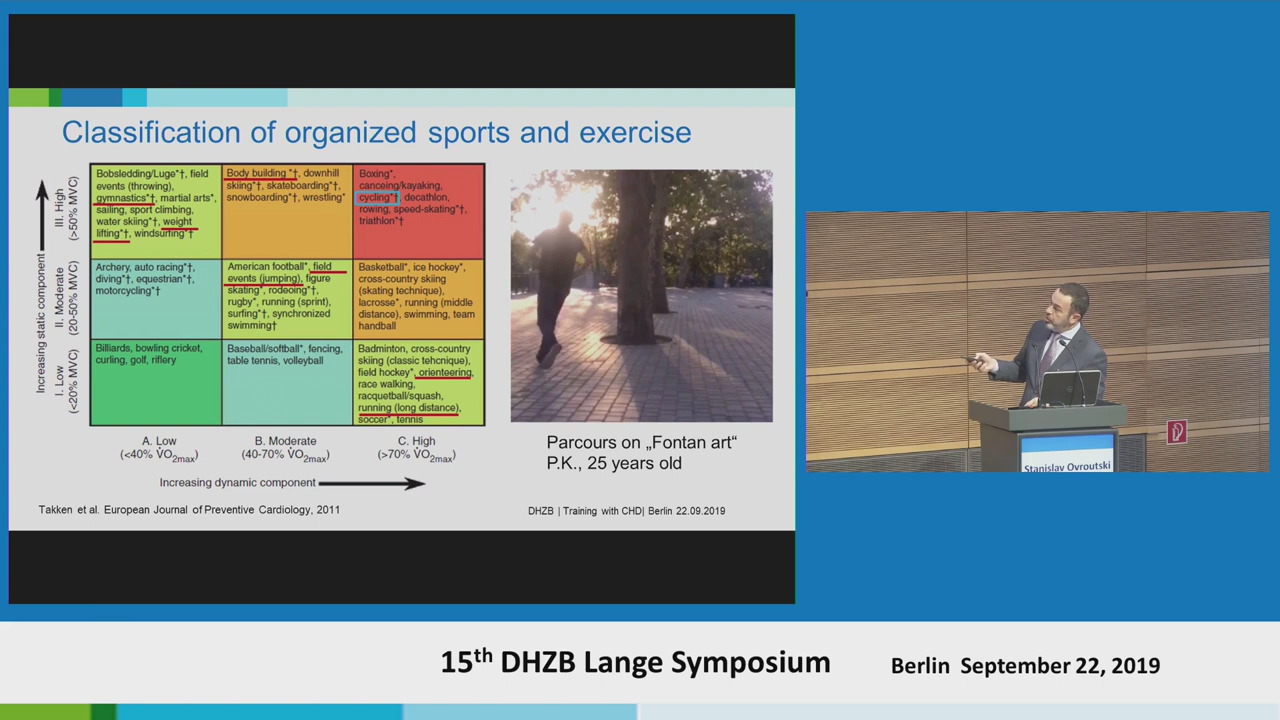 Classification of organized sports and exercise
Increasing static component
III. High
(>50% MVC)
II. Moderate
(20-50% MVC)
I. Low
(<20% MVC)
Bobsledding/Luge*†, field
events (throwing),
gymnastics*†, martial arts*,
sailing, sport climbing,
water skiing*†, weight
lifting*†, windsurfing*†
Body building *†, downhill
skiing*†, skateboarding*†,
snowboarding*†, wrestling*
Boxing*,
canoeing/kayaking,
cycling*†, decathlon,
rowing, speed-skating*†,
triathlon*†
Archery, auto racing*†,
diving*†, equestrian*†,
motorcycling*†
American football*, field
events (jumping), figure
skating*, rodeoing*†,
rugby*, running (sprint),
surfing*†, synchronized
swimming†
Basketball*, ice hockey*,
cross-country skiing
(skating technique),
lacrosse*, running (middle
distance), swimming, team
handball
Billiards, bowling cricket,
curling, golf, riflery
Baseball/softball*, fencing,
table tennis, volleyball
Badminton, cross-country
skiing (classic tehcnique),
field hockey*, orienteering,
race walking,
racquetball/squash,
running (long distance),
soccer*, tennis
A. Low
(<40% V̇O2max)
B. Moderate
(40-70% V̇O2max)
C. High
(>70% V̇O2max)
Increasing dynamic component
Parcours on „Fontan art“
P.K., 25 years old
Takken et al. European Journal of Preventive Cardiology, 2011
DHZB | Training with CHD| Berlin 22.09.2019
Stanislav Ovroutski
15th DHZB Lange Symposium
Berlin September 22, 2019